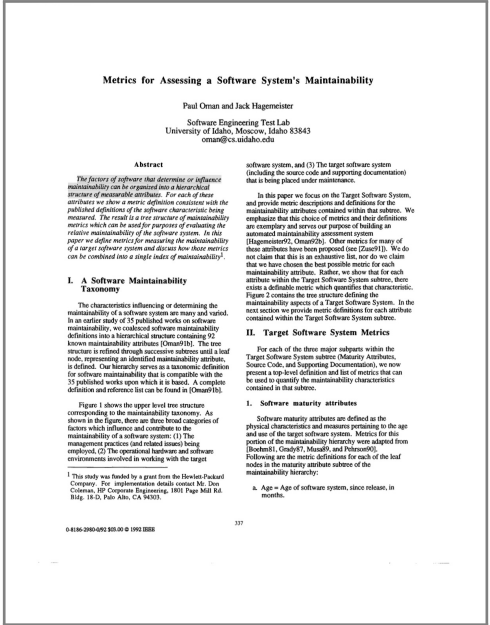 Metrics for Assessing a Software System's Maintainability
Paul Oman and Jack Hagemeister
Software Engineering Test Lab
University of Idaho, Moscow, Idaho 83843
oman@cs.uidaho.edu
Abstract
The factors of software that determine or influence
maintainability can be organized into a hierarchical
structure of measurable attributes. For each of these
attributes we show a metric definition consistent with the
published definitions of the software characteristic being
measured. The result is a tree structure of maintainability
metrics which can be used for purposes of evaluating the
relative maintainability of the software system. In this
paper we define metrics for measuring the maintainability
of a target software system and discuss how those metrics
can be combined into a single index of maintainability1.
I. A Software Maintainability
Taxonomy
The characteristics influencing or determining the
maintainability of a software system are many and varied.
In an earlier study of 35 published works on software
maintainability, we coalesced software maintainability
definitions into a hierarchical structure containing 92
known maintainability attributes [Oman91b]. The tree
structure is refined through successive subtrees until a leaf
node, representing an identified maintainability attribute,
is defined. Our hierarchy serves as a taxonomic definition
for software maintainability that is compatible with the
35 published works upon which it is based. A complete
definition and reference list can be found in [Oman91b].
Figure 1 shows the upper level tree structure
corresponding to the maintainability taxonomy. As
shown in the figure, there are three broad categories of
factors which influence and contribute to the
maintainability of a software system: (1) The
management practices (and related issues) being
employed, (2) The operational hardware and software
environments involved in working with the target
1 This study was funded by a grant from the Hewlett-Packard
Company. For implementation details contact Mr. Don
Coleman, HP Corporate Engineering, 1801 Page Mill Rd.
Bldg. 18-D, Palo Alto, CA 94303.
software system, and (3) The target software system
(including the source code and supporting documentation)
that is being placed under maintenance.
In this paper we focus on the Target Software System,
and provide metric descriptions and definitions for the
maintainability attributes contained within that subtree. We
emphasize that this choice of metrics and their definitions
are exemplary and serves our purpose of building an
automated maintainability assessment system
[Hagemeister92, Oman92b]. Other metrics for many of
these attributes have been proposed (see [Zuse91]). We do
not claim that this is an exhaustive list, nor do we claim
that we have chosen the best possible metric for each
maintainability attribute. Rather, we show that for each
attribute within the Target Software System subtree, there
exists a definable metric which quantifies that characteristic.
Figure 2 contains the tree structure defining the
maintainability aspects of a Target Software System. In the
next section we provide metric definitions for each attribute
contained within the Target Software System subtree.
II. Target Software System Metrics
For each of the three major subparts within the
Target Software System subtree (Maturity Attributes,
Source Code, and Supporting Documentation), we now
present a top-level definition and list of metrics that can
be used to quantify the maintainability characteristics
contained in that subtree.
1. Software maturity attributes
Software maturity attributes are defined as the
physical characteristics and measures pertaining to the age
and use of the target software system. Metrics for this
portion of the maintainability hierarchy were adapted from
[Boehm81, Grady87, Musa89, and Pehrson90].
Following are the metric definitions for each of the leaf
nodes in the maturity attribute subtree of the
maintainability hierarchy:
a. Age = Age of software system, since release, in
months.
337
0-8186-2980-0/92 $03.00 © 1992 IEEE